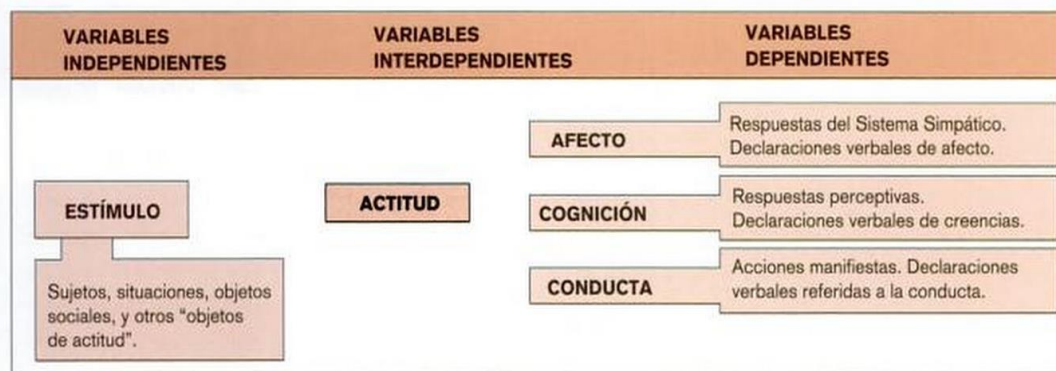 VARIABLES
INDEPENDIENTES
VARIABLES
INTERDEPENDIENTES
VARIABLES
DEPENDIENTES
ESTÍMULO
Sujetos, situaciones, objetos
sociales, y otros "objetos
de actitud".
ACTITUD
AFECTO
Respuestas del Sistema Simpático.
Declaraciones verbales de afecto.
COGNICIÓN
Respuestas perceptivas.
Declaraciones verbales de creencias.
CONDUCTA
Acciones manifiestas. Declaraciones
verbales referidas a la conducta.